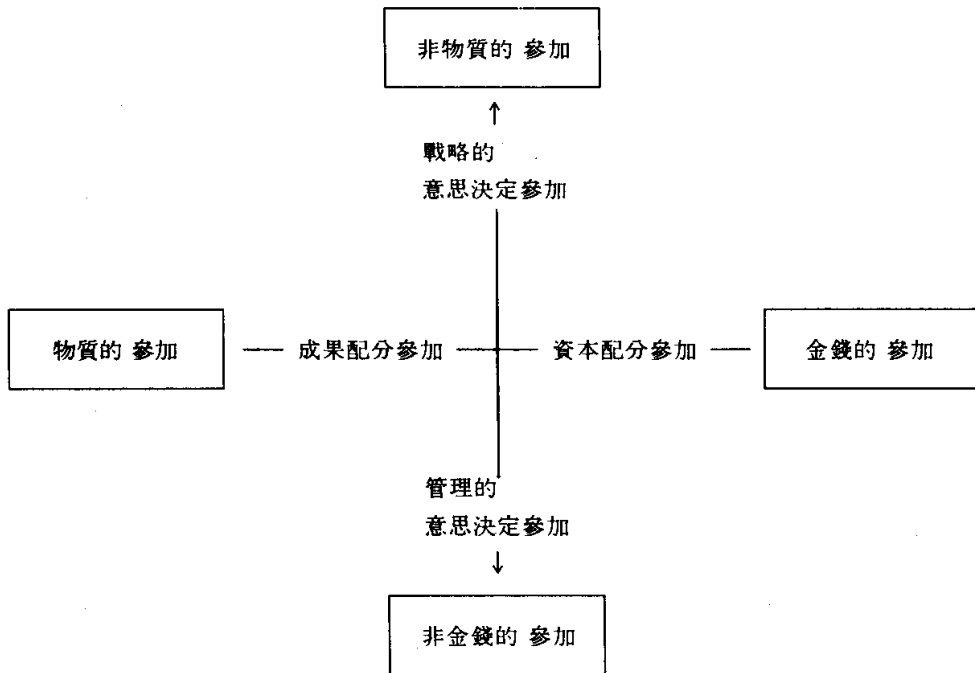 非物質的 參加
戰略的
意思決定參加
物質的 參加
成果配分參加
資本配分參加
金錢的 參加
管理的
意思決定參加
非金錢的 參加